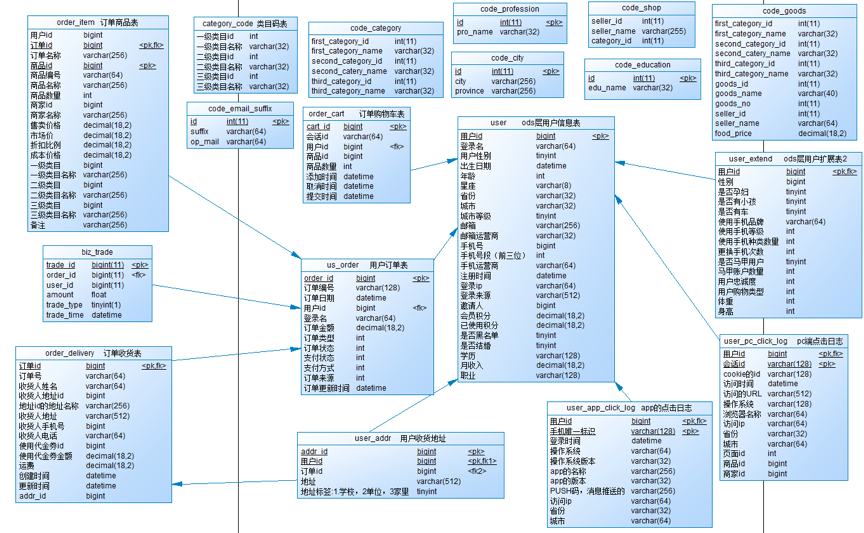 order_item 订单商品表
用户id bigint
订单id bigint <pk,fk>
订单名称 varchar(256)
商品id bigint <pk>
商品编号 varchar(64)
商品名称 varchar(256)
商品数量 int
商家id bigint
商家名称 varchar(256)
售卖价格 decimal(18,2)
市场价 decimal(18,2)
折扣比例 decimal(18,2)
成本价格 decimal(18,2)
一级类目 bigint
一级类目名称 varchar(256)
二级类目 bigint
二级类目名称 varchar(256)
三级类目 bigint
三级类目名称 varchar(256)
备注 varchar(256)
category_code 类目码表
一级类目id int
一级类目名称 varchar(32)
二级类目id int
二级类目名称 varchar(32)
三级类目id int
三级类目名称 varchar(32)
code_category
first_category_id int(11)
first_category_name varchar(32)
second_category_id int(11)
second_catery_name varchar(32)
third_category_id int(11)
third_category_name varchar(32)
code_profession
id int(11) <pk>
pro_name varchar(32)
code_shop
seller_id int(11)
seller_name varchar(255)
category_id int(11)
code_goods
first_category_id int(11)
first_category_name varchar(32)
second_category_id int(11)
second_catery_name varchar(32)
third_category_id int(11)
third_category_name varchar(32)
goods_id int(11)
goods_name varchar(40)
goods_no int(11)
seller_id int(11)
seller_name varchar(64)
food_price decimal(18,2)
code_city
id int(11) <pk>
city varchar(256)
province varchar(256)
code_education
id int(11) <pk>
edu_name varchar(32)
code_email_suffix
id int(11) <pk>
suffix varchar(64)
op_mail varchar(64)
order_cart 订单购物车表
cart_id bigint <pk>
会话id varchar(64)
用户id bigint <fk>
商品id bigint
商品数量 int
添加时间 datetime
取消时间 datetime
提交时间 datetime
user ods层用户信息表
用户id bigint <pk>
登录名 varchar(64)
用户性别 tinyint
出生日期 datetime
年龄 int
星座 varchar(8)
省份 varchar(32)
城市 varchar(32)
城市等级 tinyint
邮箱 varchar(256)
邮箱运营商 varchar(32)
手机号 bigint
手机号段（前三位） int
手机运营商 varchar(64)
注册时间 datetime
登录ip varchar(64)
登录来源 varchar(512)
邀请人 bigint
会员积分 decimal(18,2)
已使用积分 decimal(18,2)
是否黑名单 tinyint
是否结婚 tinyint
学历 varchar(128)
月收入 decimal(18,2)
职业 varchar(128)
user_extend ods层用户扩展表2
用户id bigint <pk,fk>
性别 bigint
是否孕妇 tinyint
是否有小孩 tinyint
是否有车 tinyint
使用手机品牌 varchar(64)
使用手机等级 int
使用手机种类数量 int
更换手机次数 int
是否马甲用户 tinyint
马甲账户数量 int
用户忠诚度 int
用户购物类型 int
体重 int
身高 int
biz_trade
trade_id bigint(11) <pk>
order_id bigint(11) <fk>
user_id bigint(11)
amount float
trade_type tinyint(1)
trade_time datetime
us_order 用户订单表
order_id bigint <pk>
订单编号 varchar(128)
订单日期 datetime
用户id bigint <fk>
登录名 varchar(64)
订单金额 decimal(18,2)
订单类型 int
订单状态 int
支付状态 int
支付方式 int
订单来源 int
订单更新时间 datetime
order_delivery 订单收货表
订单id bigint <pk,fk>
订单号 varchar(64)
收货人姓名 varchar(64)
收货人地址id bigint
地址id的地址名称 varchar(256)
收货人地址 varchar(512)
收货人手机号 bigint
收货人电话 varchar(64)
使用代金券id bigint
使用代金券金额 decimal(18,2)
运费 decimal(18,2)
创建时间 datetime
更新时间 datetime
addr_id bigint
user_addr 用户收货地址
addr_id bigint <pk>
用户id bigint <pk,fk1>
订单id bigint <fk2>
地址 varchar(512)
地址标签:1.学校，2单位，3家里 tinyint
user_app_click_log app的点击日志
用户id bigint <pk,fk>
手机唯一标识 varchar(128) <pk>
登录时间 datetime
操作系统 varchar(64)
操作系统版本 varchar(32)
app的名称 varchar(256)
app的版本 varchar(32)
PUSH码，消息推送的 varchar(256)
访问ip varchar(64)
省份 varchar(32)
城市 varchar(64)
user_pc_click_log pc端点击日志
用户id bigint <pk,fk>
会话id varchar(128) <pk>
cookie的id varchar(128)
访问时间 datetime
访问的URL varchar(512)
操作系统 varchar(128)
浏览器名称 varchar(64)
访问ip varchar(64)
省份 varchar(32)
城市 varchar(64)
页面id int
商品id bigint
商家id bigint